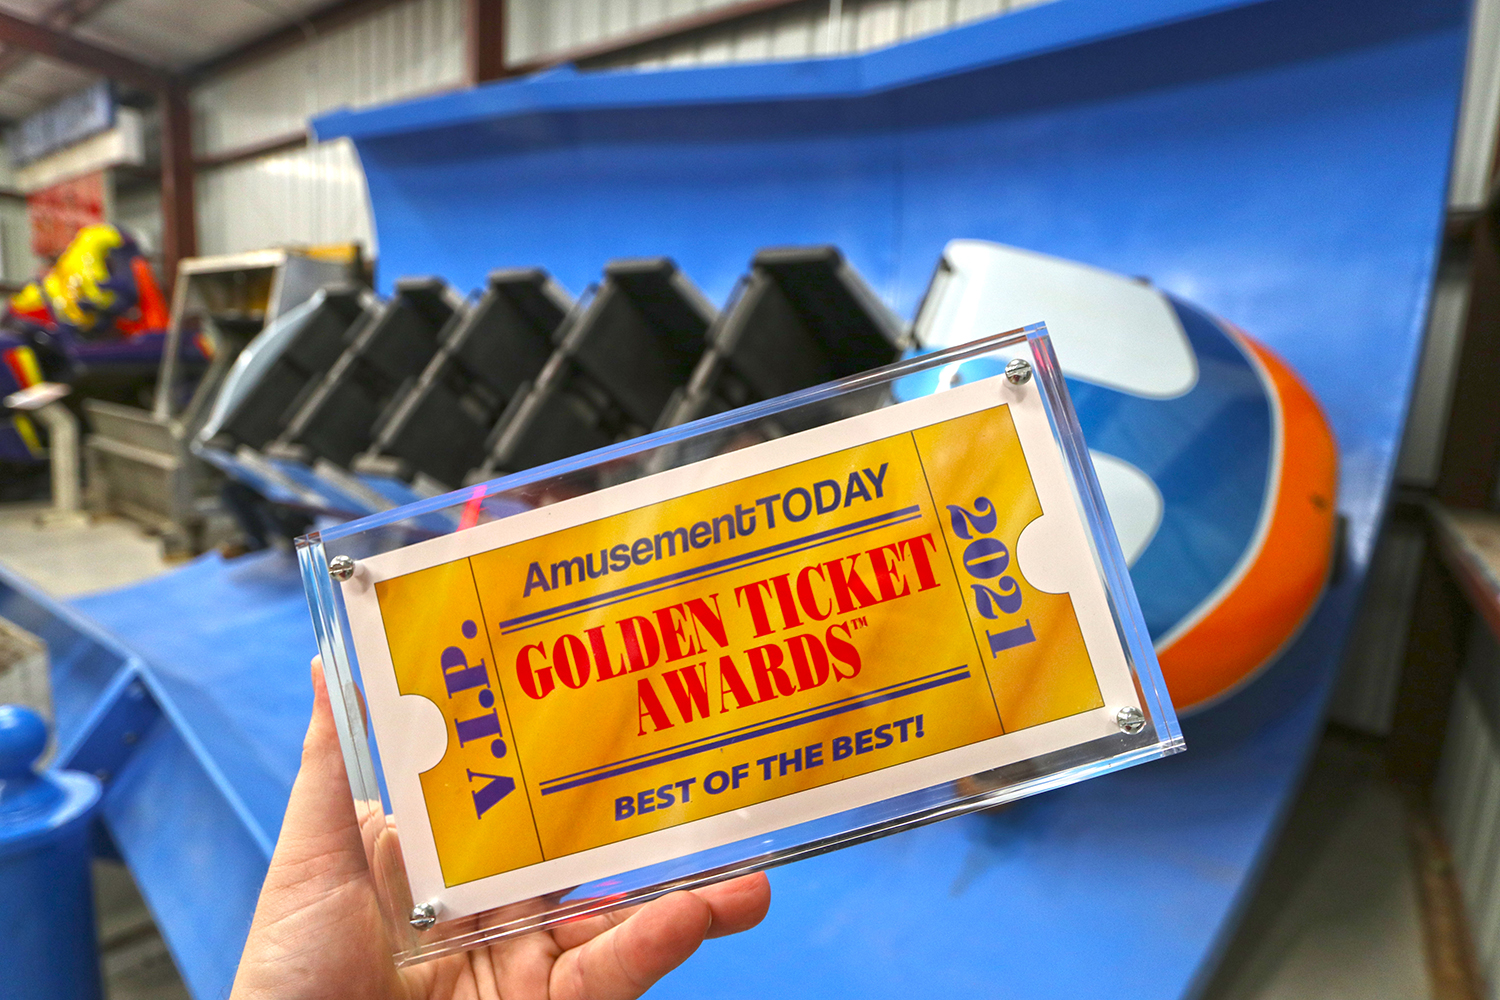 AmusementTODAY
GOLDEN TICKET
AWARDS™
BEST OF THE BEST!
V.I.P.
2021